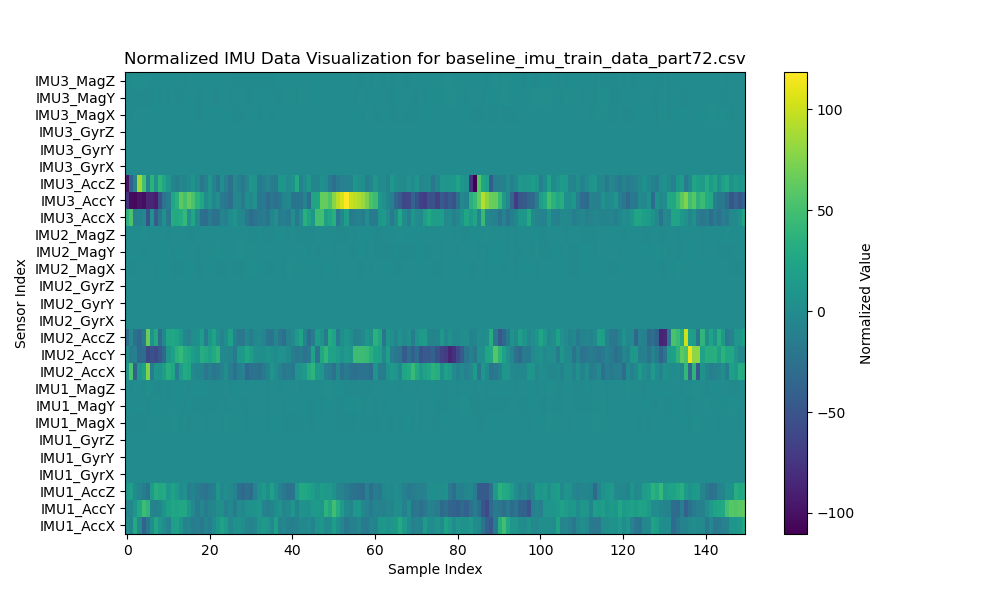 Normalized IMU Data Visualization for baseline_imu_train_data_part72.csv
IMU3_MagZ
IMU3_MagY
IMU3_MagX
IMU3_GyrZ
IMU3_GyrY
IMU3_GyrX
IMU3_AccZ
IMU3_AccY
IMU3_AccX
IMU2_MagZ
IMU2_MagY
IMU2_MagX
IMU2_GyrZ
IMU2_GyrY
IMU2_GyrX
IMU2_AccZ
IMU2_AccY
IMU2_AccX
IMU1_MagZ
IMU1_MagY
IMU1_MagX
IMU1_GyrZ
IMU1_GyrY
IMU1_GyrX
IMU1_AccZ
IMU1_AccY
IMU1_AccX
Sensor Index
0 20 40 60 80 100 120 140
Sample Index
100
50
0
−50
−100
Normalized Value